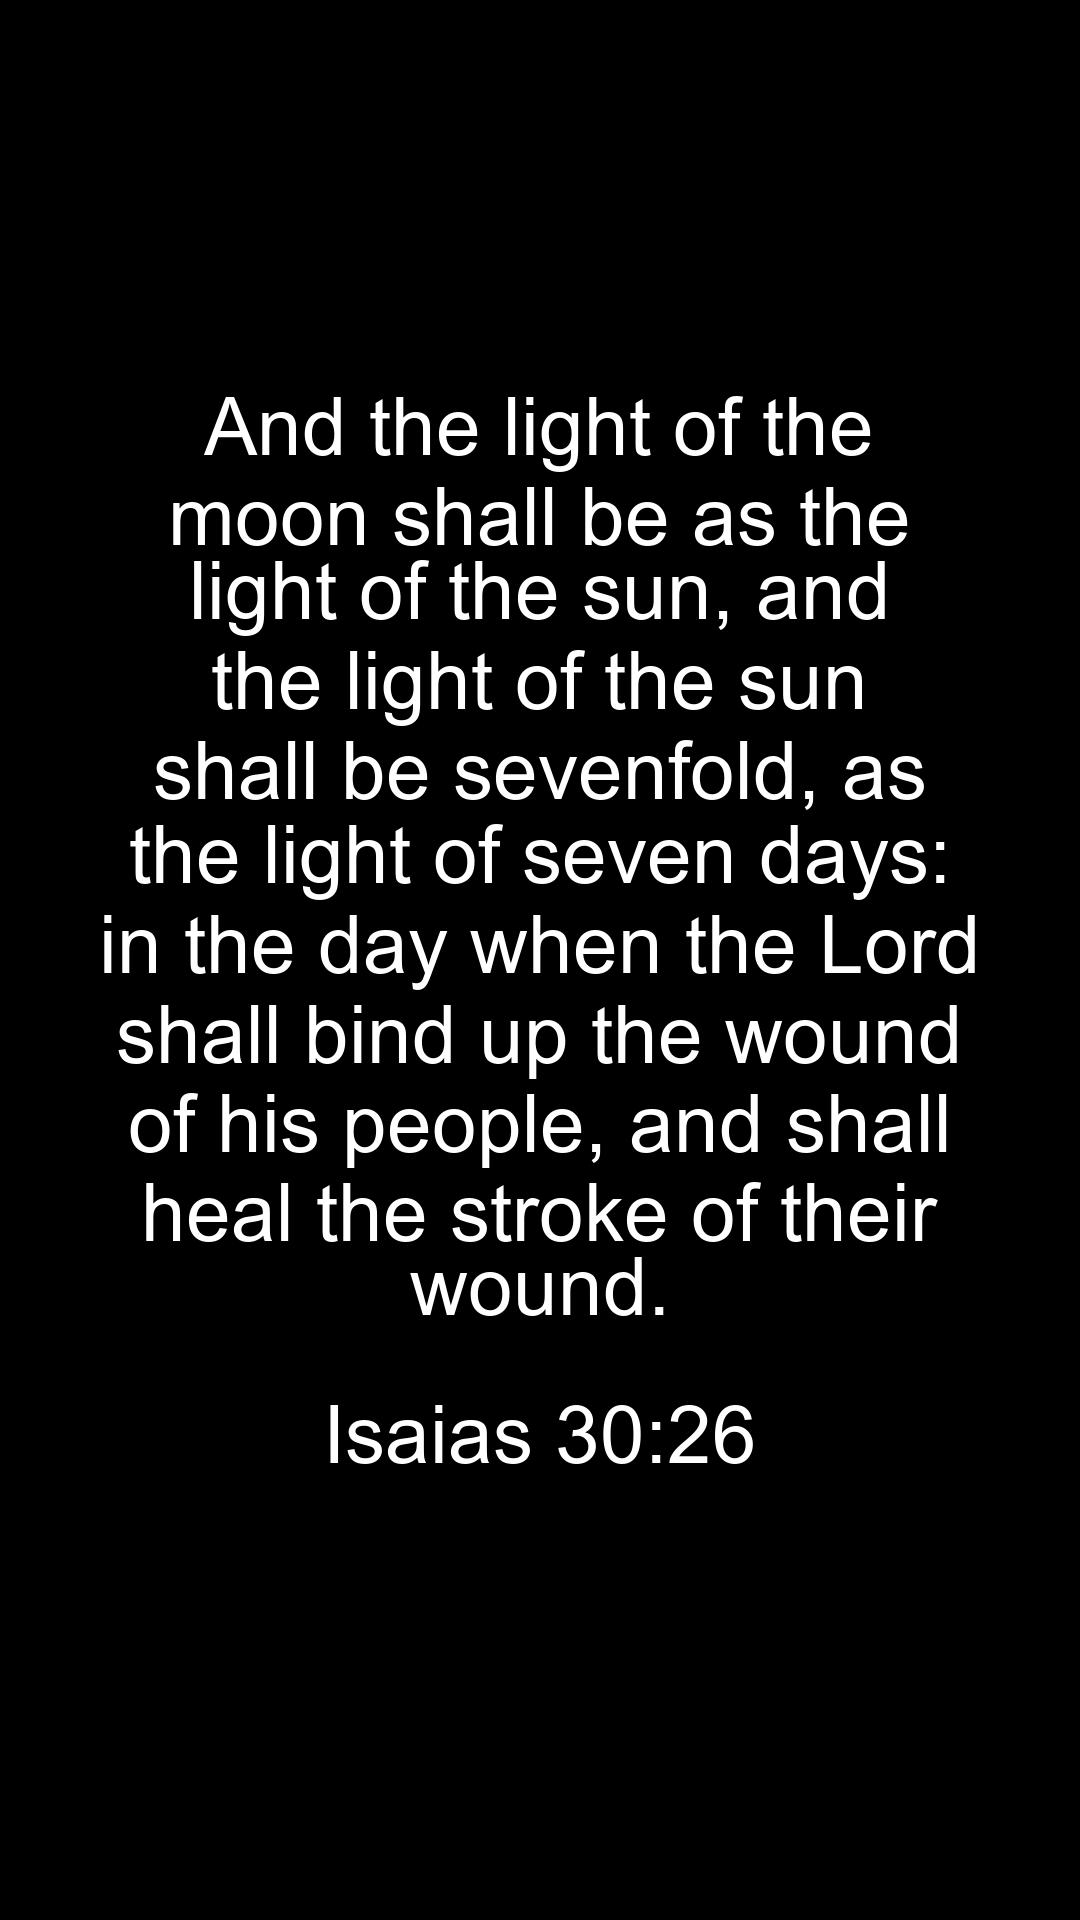 And the light of the
moon shall be as the
light of the sun, and
the light of the sun
shall be sevenfold, as
the light of seven days:
in the day when the Lord
shall bind up the wound
of his people, and shall
heal the stroke of their
wound.
Isaias 30:26